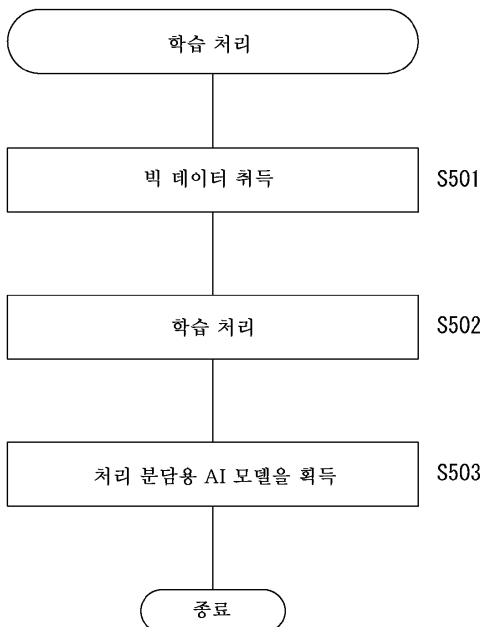 학습 처리
빅 데이터 취득
S501
학습 처리
S502
처리 분담용 AI 모델을 획득
S503
종료